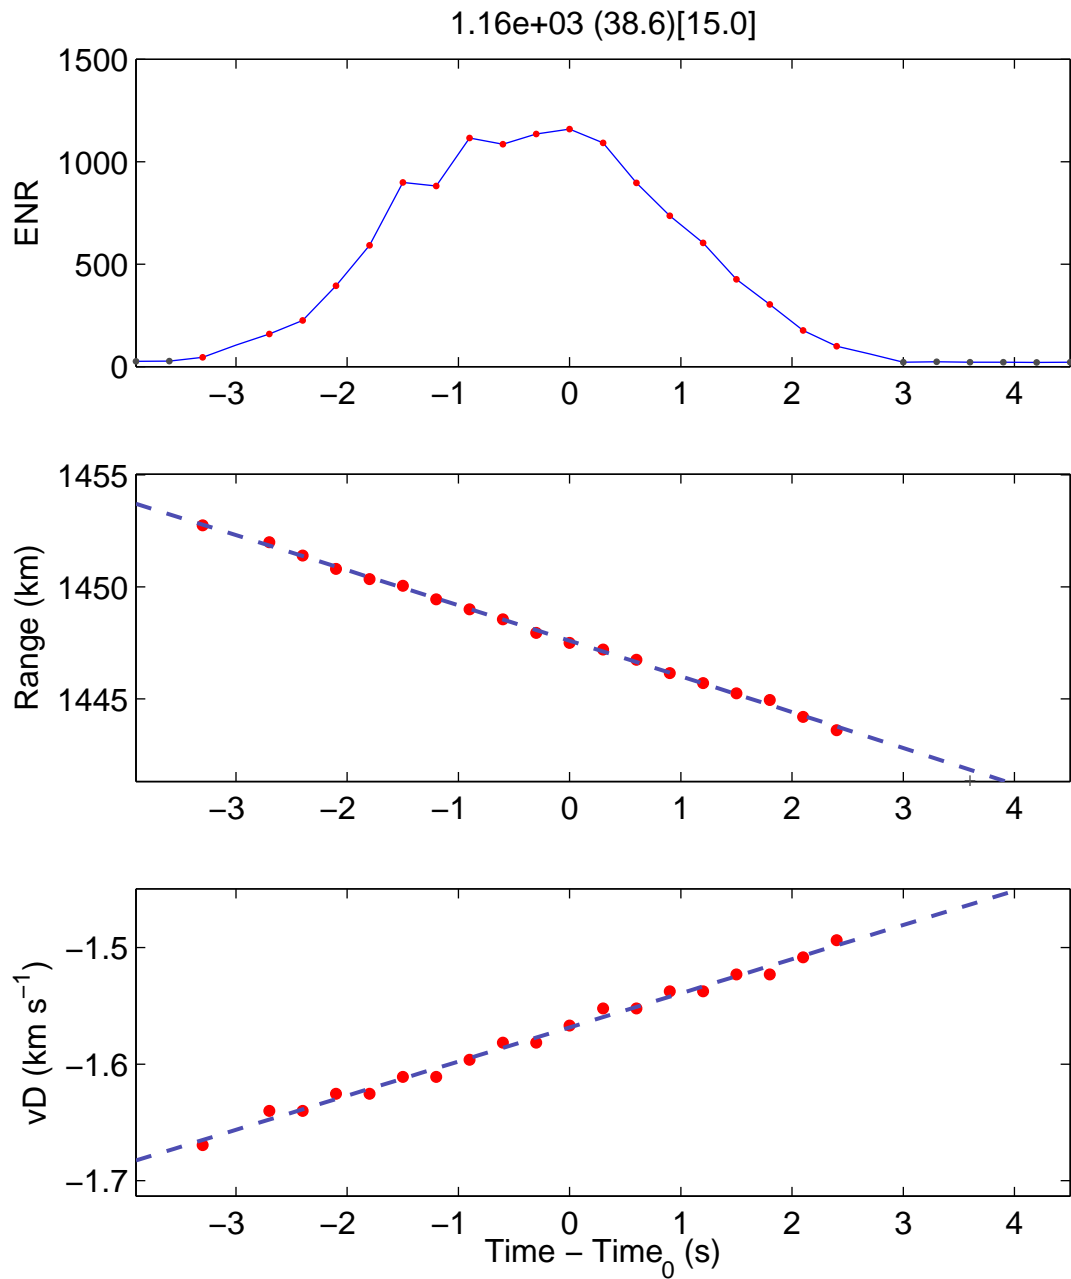 1.16e+03 (38.6)[15.0]
1500
1000
500
0
ENR
−3 −2 −1 0 1 2 3 4
1455
1450
1445
Range (km)
−3 −2 −1 0 1 2 3 4
−1.5
−1.6
−1.7
vD (km s⁻¹)
−3 −2 −1 0 1 2 3 4
Time − Time₀ (s)